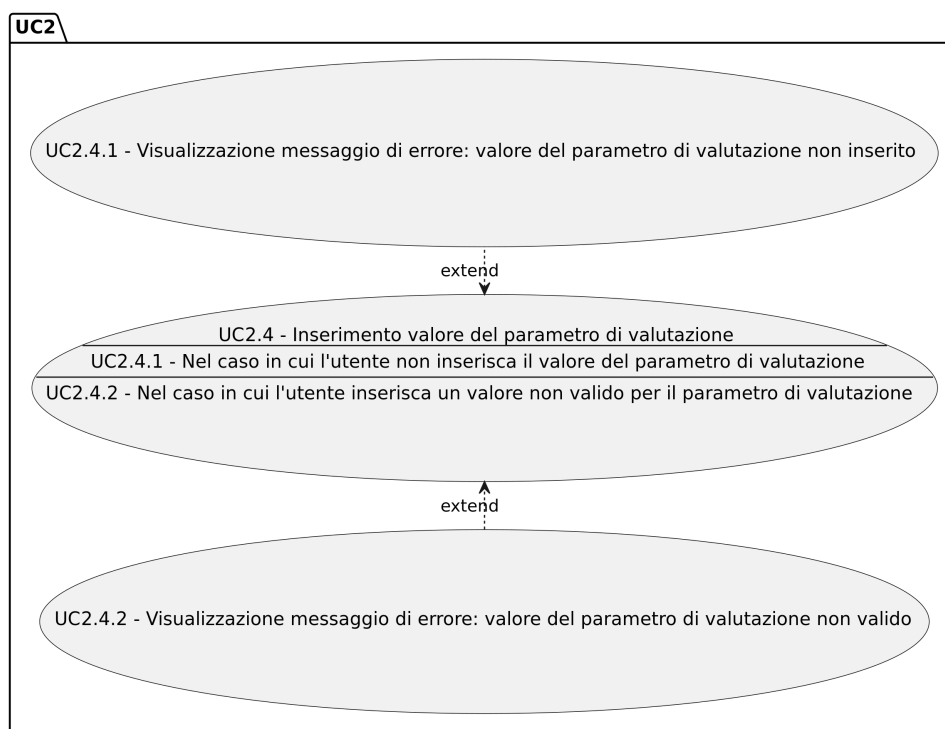 UC2
UC2.4.1 - Visualizzazione messaggio di errore: valore del parametro di valutazione non inserito
extend
UC2.4 - Inserimento valore del parametro di valutazione
UC2.4.1 - Nel caso in cui l'utente non inserisca il valore del parametro di valutazione
UC2.4.2 - Nel caso in cui l'utente inserisca un valore non valido per il parametro di valutazione
extend
UC2.4.2 - Visualizzazione messaggio di errore: valore del parametro di valutazione non valido